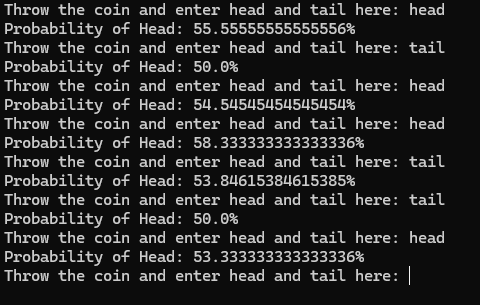 Throw the coin and enter head and tail here: head
Probability of Head: 55.55555555555556%
Throw the coin and enter head and tail here: tail
Probability of Head: 50.0%
Throw the coin and enter head and tail here: head
Probability of Head: 54.54545454545454%
Throw the coin and enter head and tail here: head
Probability of Head: 58.333333333333336%
Throw the coin and enter head and tail here: tail
Probability of Head: 53.84615384615385%
Throw the coin and enter head and tail here: tail
Probability of Head: 50.0%
Throw the coin and enter head and tail here: head
Probability of Head: 53.333333333333336%
Throw the coin and enter head and tail here: